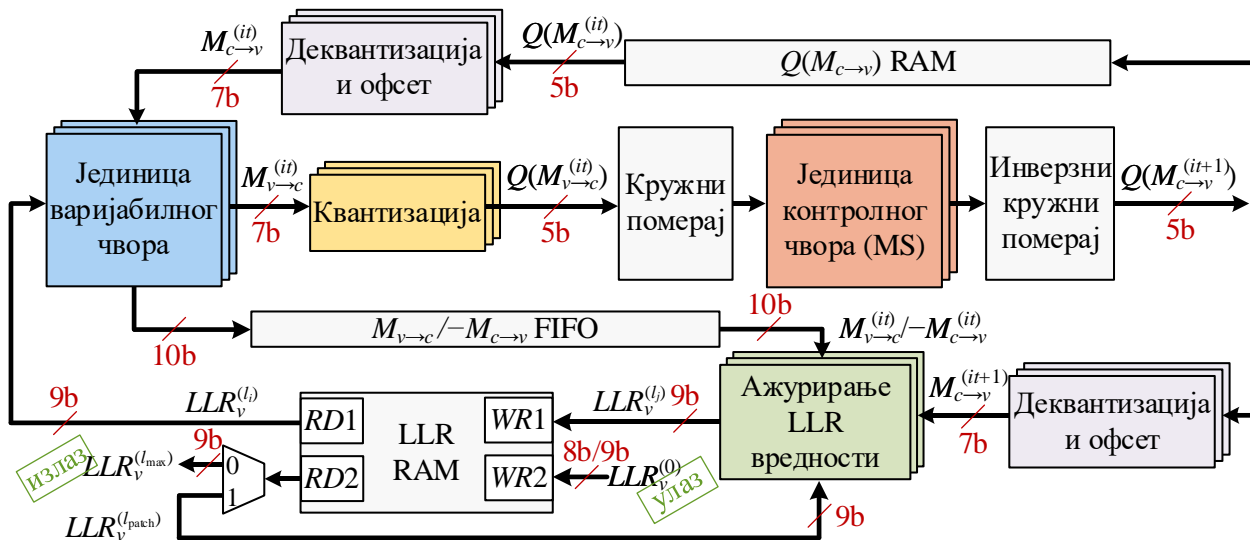 M_{c→v}^{(it)}
7b
Деквантизација
и офсет
Q(M_{c→v}^{(it)})
5b
Q(M_{c→v}) RAM
Јединица
варијабилног
чвора
M_{v→c}^{(it)}
7b
Квантизација
Q(M_{v→c}^{(it)})
5b
Кружни
померај
Јединица
контролног
чвора (MS)
Инверзни
кружни
померај
Q(M_{c→v}^{(it+1)})
5b
10b
M_{v→c}/−M_{c→v} FIFO
10b
M_{v→c}^{(it)}/−M_{c→v}^{(it)}
9b
LLR_v^{(l_i)}
RD1
RD2
LLR
RAM
WR1
WR2
LLR_v^{(l_j)}
9b
8b/9b
LLR_v^{(0)}
улаз
Ажурирање
LLR
вредности
M_{c→v}^{(it+1)}
7b
Деквантизација
и офсет
излаз
LLR_v^{(l_max)}
9b
0
1
LLR_v^{(l_patch)}
9b